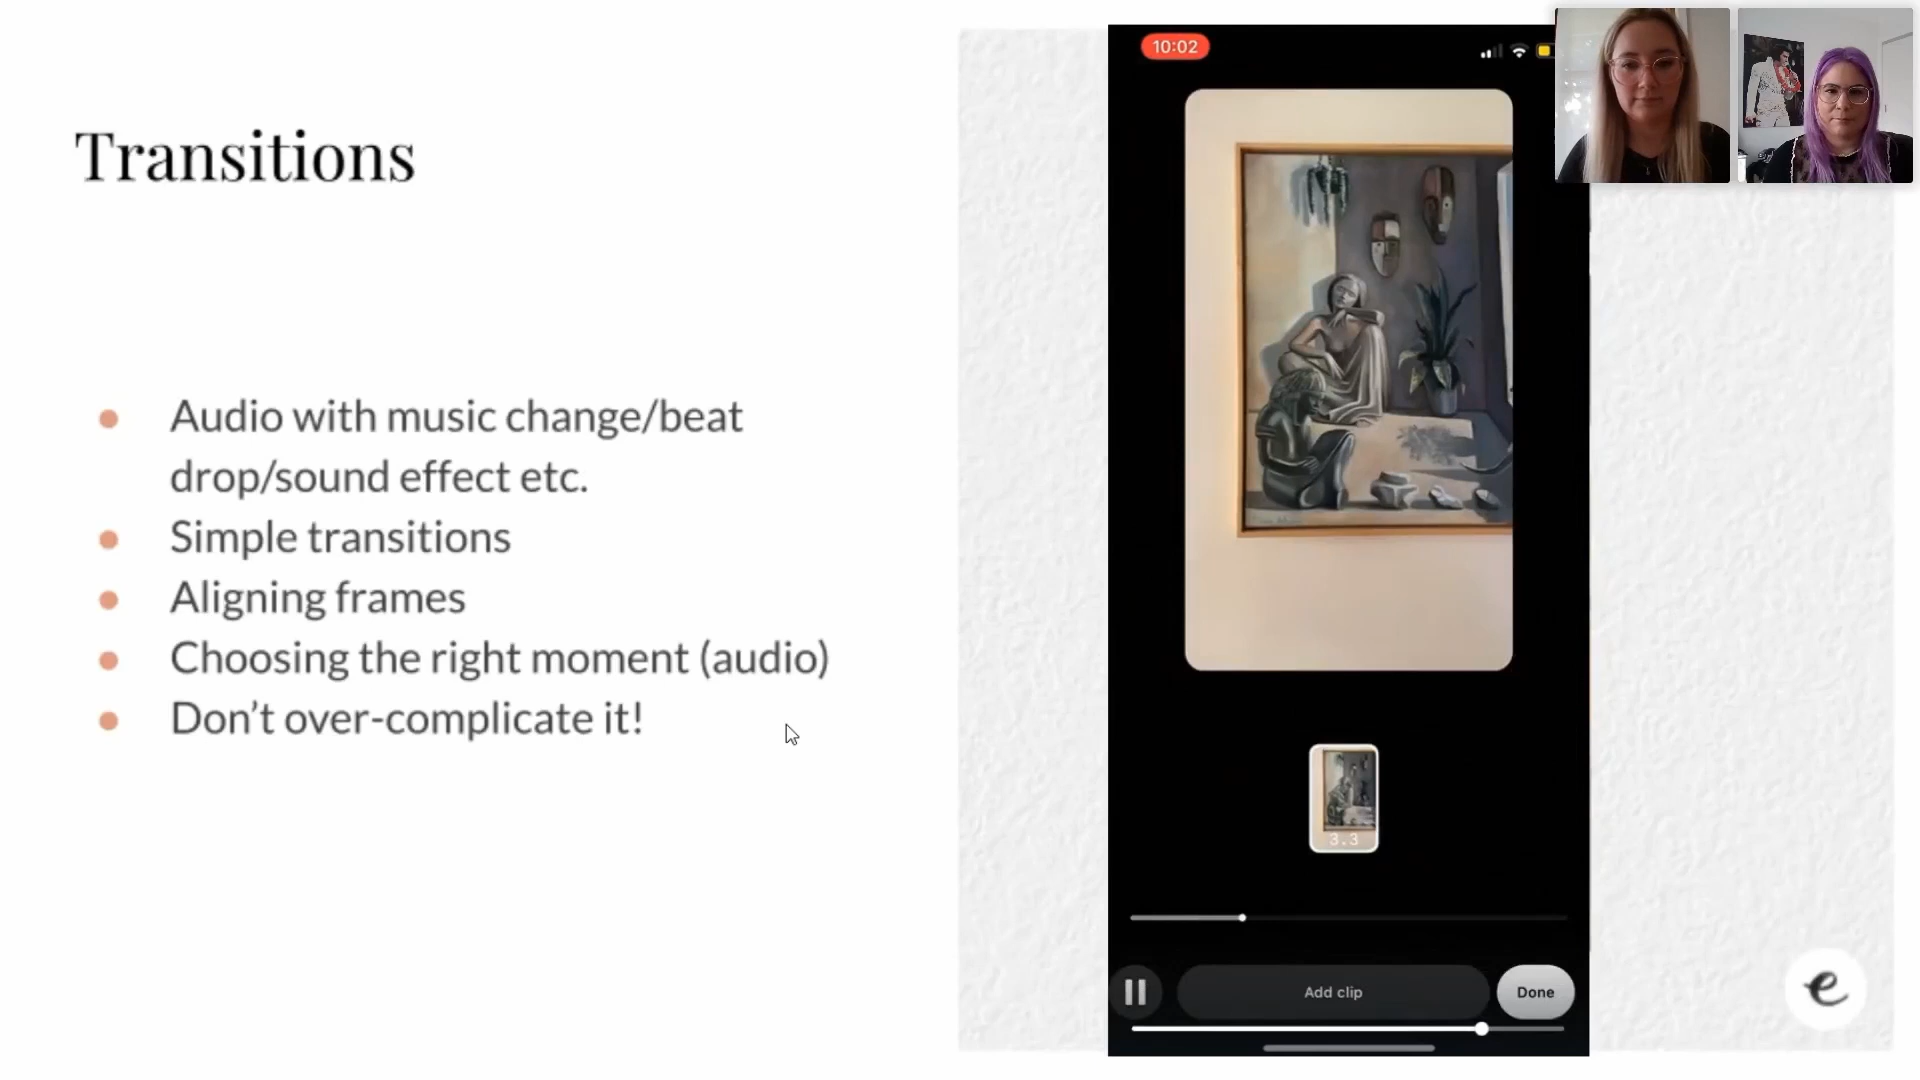 Transitions
Audio with music change/beat
drop/sound effect etc.
Simple transitions
Aligning frames
Choosing the right moment (audio)
Don’t over-complicate it!
10:02
3.3
Add clip
Done
e